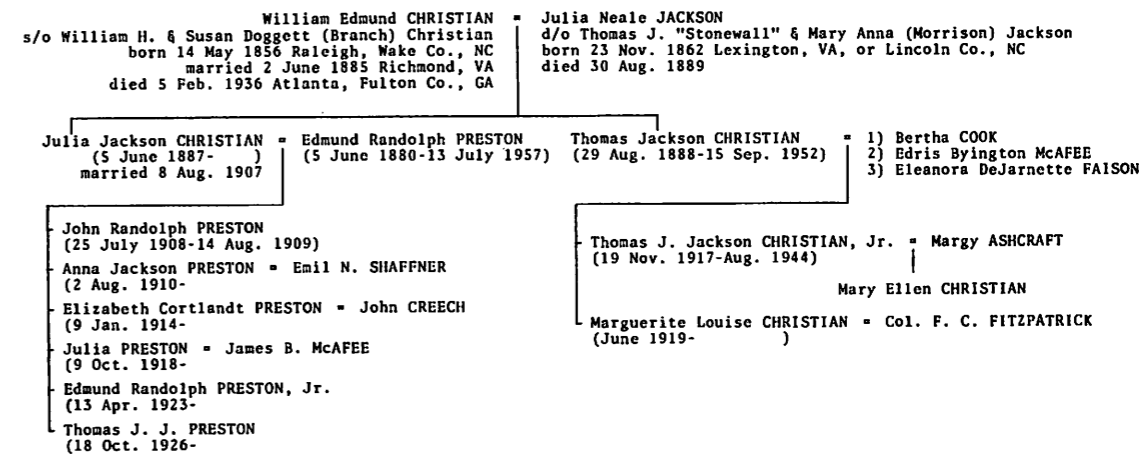 William Edmund CHRISTIAN = Julia Neale JACKSON
s/o William H. & Susan Doggett (Branch) Christian d/o Thomas J. "Stonewall" & Mary Anna (Morrison) Jackson
born 14 May 1856 Raleigh, Wake Co., NC born 23 Nov. 1862 Lexington, VA, or Lincoln Co., NC
married 2 June 1885 Richmond, VA died 30 Aug. 1889
died 5 Feb. 1936 Atlanta, Fulton Co., GA
Julia Jackson CHRISTIAN = Edmund Randolph PRESTON
(5 June 1887- ) (5 June 1880-13 July 1957)
married 8 Aug. 1907
Thomas Jackson CHRISTIAN = 1) Bertha COOK
(29 Aug. 1888-15 Sep. 1952) 2) Edris Byington McAFEE
3) Eleanora DeJarnette FAISON
John Randolph PRESTON
(25 July 1908-14 Aug. 1909)
Anna Jackson PRESTON = Emil N. SHAFFNER
(2 Aug. 1910-
Elizabeth Cortlandt PRESTON = John CREECH
(9 Jan. 1914-
Julia PRESTON = James B. McAFEE
(9 Oct. 1918-
Edmund Randolph PRESTON, Jr.
(13 Apr. 1923-
Thomas J. J. PRESTON
(18 Oct. 1926-
Thomas J. Jackson CHRISTIAN, Jr. = Margy ASHCRAFT
(19 Nov. 1917-Aug. 1944)
Mary Ellen CHRISTIAN
Marguerite Louise CHRISTIAN = Col. F. C. FITZPATRICK
(June 1919- )